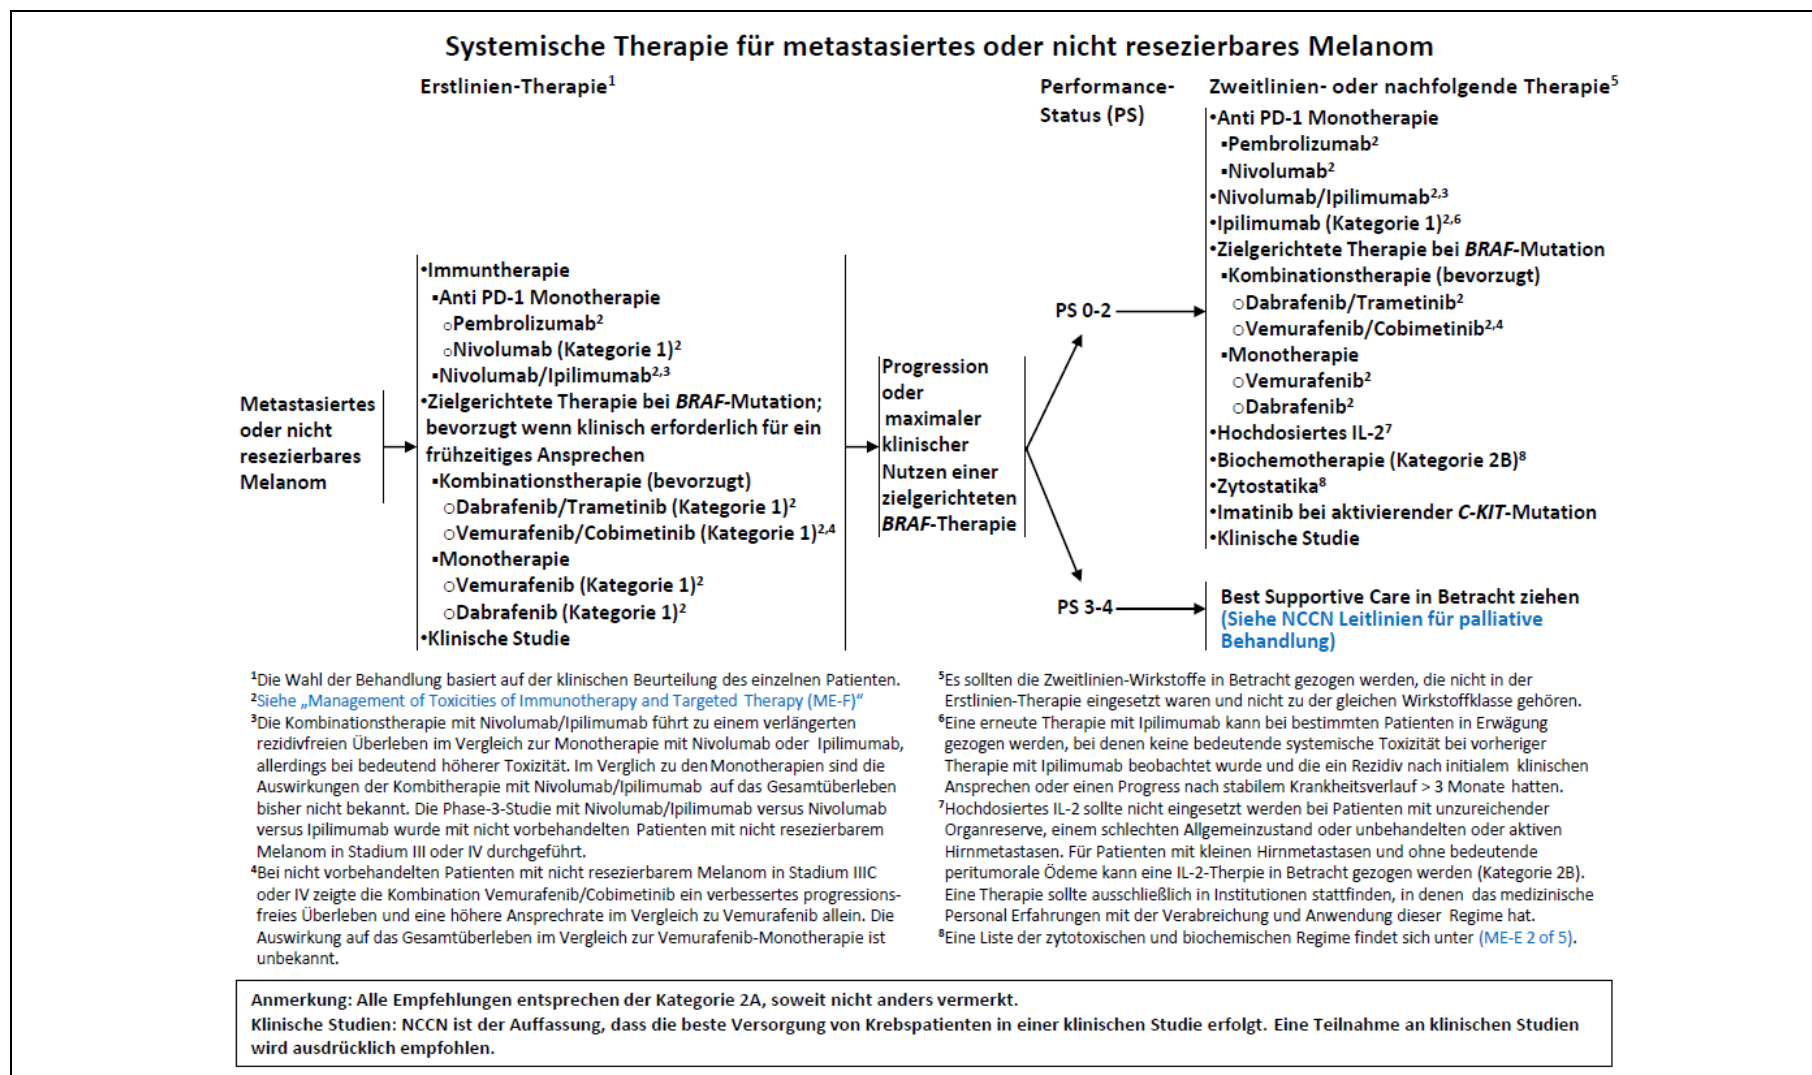 Systemische Therapie für metastasiertes oder nicht resezierbares Melanom
Erstlinien-Therapie¹
Performance-
Status (PS)
Zweitlinien- oder nachfolgende Therapie⁵
Metastasiertes
oder nicht
resezierbares
Melanom
•Immuntherapie
▪Anti PD-1 Monotherapie
○Pembrolizumab²
○Nivolumab (Kategorie 1)²
▪Nivolumab/Ipilimumab²,³
•Zielgerichtete Therapie bei BRAF-Mutation;
bevorzugt wenn klinisch erforderlich für ein
frühzeitiges Ansprechen
▪Kombinationstherapie (bevorzugt)
○Dabrafenib/Trametinib (Kategorie 1)²
○Vemurafenib/Cobimetinib (Kategorie 1)²,⁴
▪Monotherapie
○Vemurafenib (Kategorie 1)²
○Dabrafenib (Kategorie 1)²
•Klinische Studie
Progression
oder
maximaler
klinischer
Nutzen einer
zielgerichteten
BRAF-Therapie
PS 0-2
PS 3-4
•Anti PD-1 Monotherapie
▪Pembrolizumab²
▪Nivolumab²
•Nivolumab/Ipilimumab²,³
•Ipilimumab (Kategorie 1)²,⁶
•Zielgerichtete Therapie bei BRAF-Mutation
▪Kombinationstherapie (bevorzugt)
○Dabrafenib/Trametinib²
○Vemurafenib/Cobimetinib²,⁴
▪Monotherapie
○Vemurafenib²
○Dabrafenib²
•Hochdosiertes IL-2⁷
•Biochemotherapie (Kategorie 2B)⁸
•Zytostatika⁸
•Imatinib bei aktivierender C-KIT-Mutation
•Klinische Studie
Best Supportive Care in Betracht ziehen
(Siehe NCCN Leitlinien für palliative
Behandlung)
¹Die Wahl der Behandlung basiert auf der klinischen Beurteilung des einzelnen Patienten.
²Siehe „Management of Toxicities of Immunotherapy and Targeted Therapy (ME-F)“
³Die Kombinationstherapie mit Nivolumab/Ipilimumab führt zu einem verlängerten
rezidivfreien Überleben im Vergleich zur Monotherapie mit Nivolumab oder Ipilimumab,
allerdings bei bedeutend höherer Toxizität. Im Verglich zu den Monotherapien sind die
Auswirkungen der Kombitherapie mit Nivolumab/Ipilimumab auf das Gesamtüberleben
bisher nicht bekannt. Die Phase-3-Studie mit Nivolumab/Ipilimumab versus Nivolumab
versus Ipilimumab wurde mit nicht vorbehandelten Patienten mit nicht resezierbarem
Melanom in Stadium III oder IV durchgeführt.
⁴Bei nicht vorbehandelten Patienten mit nicht resezierbarem Melanom in Stadium IIIC
oder IV zeigte die Kombination Vemurafenib/Cobimetinib ein verbessertes progressions-
freies Überleben und eine höhere Ansprechrate im Vergleich zu Vemurafenib allein. Die
Auswirkung auf das Gesamtüberleben im Vergleich zur Vemurafenib-Monotherapie ist
unbekannt.
⁵Es sollten die Zweitlinien-Wirkstoffe in Betracht gezogen werden, die nicht in der
Erstlinien-Therapie eingesetzt waren und nicht zu der gleichen Wirkstoffklasse gehören.
⁶Eine erneute Therapie mit Ipilimumab kann bei bestimmten Patienten in Erwägung
gezogen werden, bei denen keine bedeutende systemische Toxizität bei vorheriger
Therapie mit Ipilimumab beobachtet wurde und die ein Rezidiv nach initialem klinischen
Ansprechen oder einen Progress nach stabilem Krankheitsverlauf > 3 Monate hatten.
⁷Hochdosiertes IL-2 sollte nicht eingesetzt werden bei Patienten mit unzureichender
Organreserve, einem schlechten Allgemeinzustand oder unbehandelten oder aktiven
Hirnmetastasen. Für Patienten mit kleinen Hirnmetastasen und ohne bedeutende
peritumorale Ödeme kann eine IL-2-Therpie in Betracht gezogen werden (Kategorie 2B).
Eine Therapie sollte ausschließlich in Institutionen stattfinden, in denen das medizinische
Personal Erfahrungen mit der Verabreichung und Anwendung dieser Regime hat.
⁸Eine Liste der zytotoxischen und biochemischen Regime findet sich unter (ME-E 2 of 5).
Anmerkung: Alle Empfehlungen entsprechen der Kategorie 2A, soweit nicht anders vermerkt.
Klinische Studien: NCCN ist der Auffassung, dass die beste Versorgung von Krebspatienten in einer klinischen Studie erfolgt. Eine Teilnahme an klinischen Studien
wird ausdrücklich empfohlen.